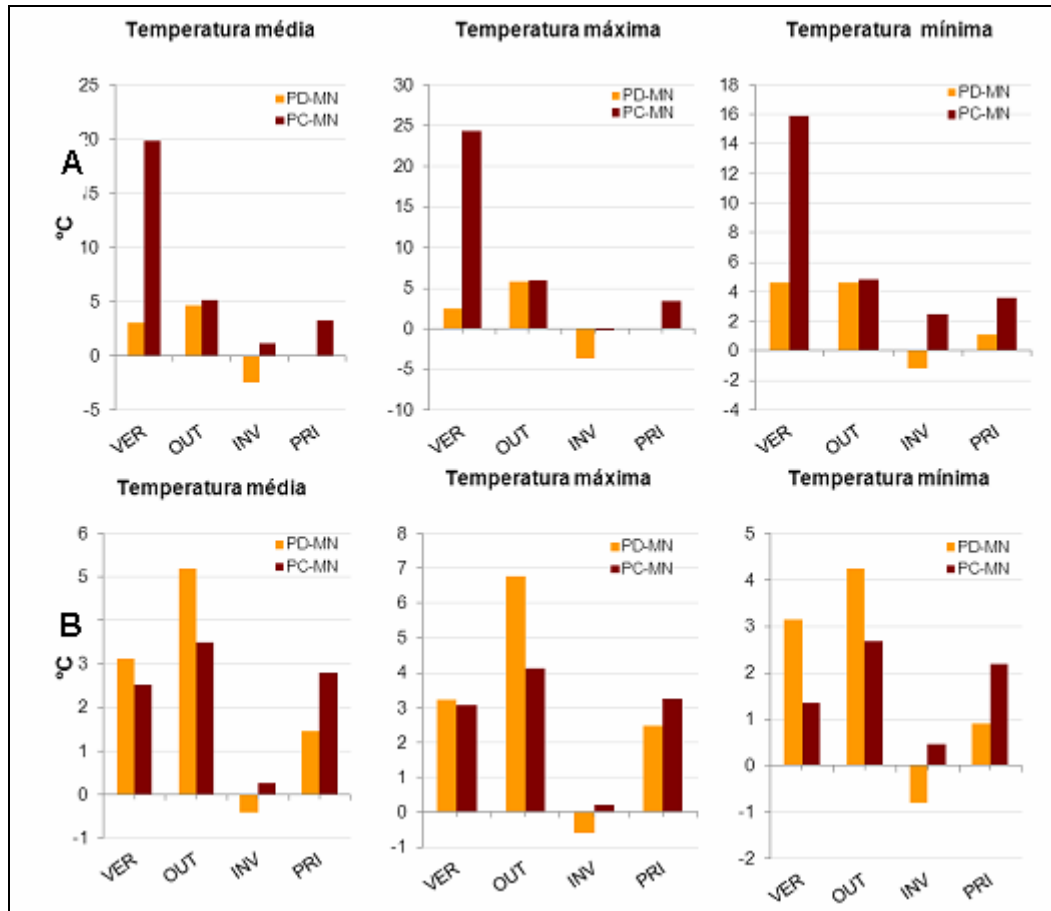 Temperatura média
Temperatura máxima
Temperatura mínima
A
ºC
25
20
15
10
5
0
-5
PD-MN
PC-MN
VER OUT INV PRI
30
25
20
15
10
5
0
-5
-10
PD-MN
PC-MN
VER OUT INV PRI
18
16
14
12
10
8
6
4
2
0
-2
-4
PD-MN
PC-MN
VER OUT INV PRI
Temperatura média
Temperatura máxima
Temperatura mínima
B
ºC
6
5
3
2
1
0
-1
PD-MN
PC-MN
VER OUT INV PRI
8
7
6
5
4
3
2
1
0
-1
PD-MN
PC-MN
VER OUT INV PRI
5
4
3
2
1
0
-1
-2
PD-MN
PC-MN
VER OUT INV PRI